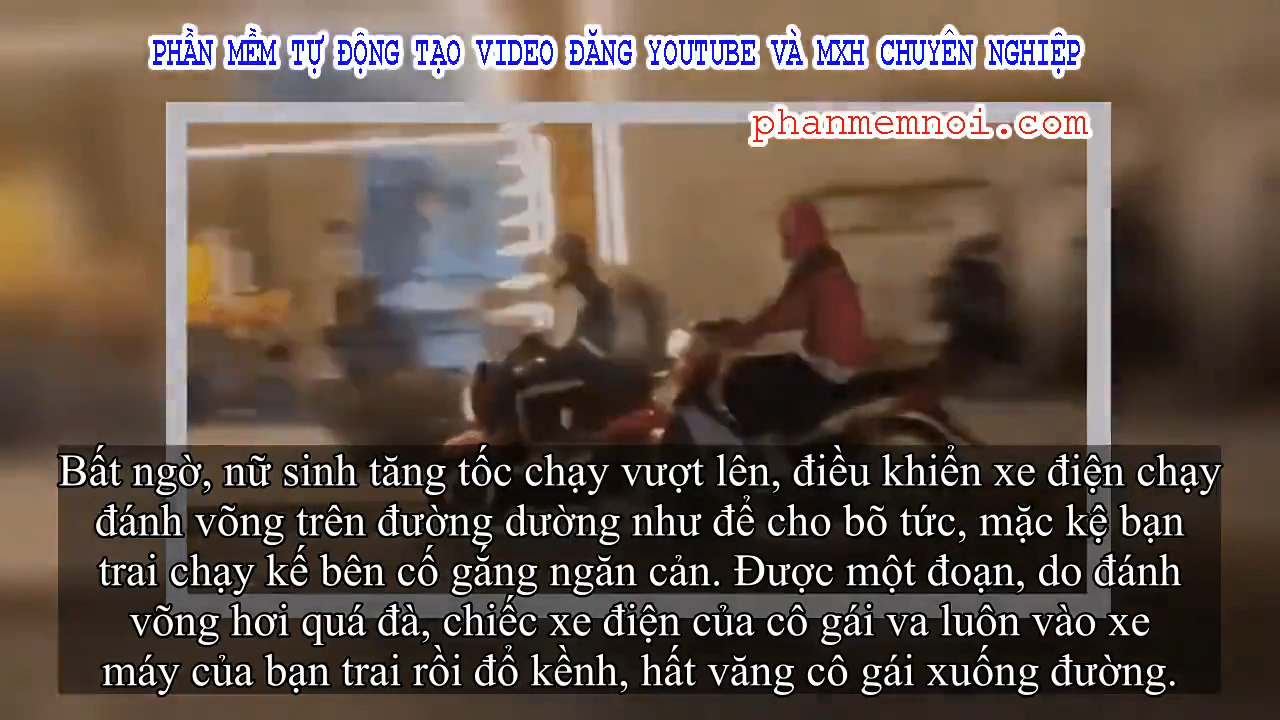 PHẦN MỀM TỰ ĐỘNG TẠO VIDEO ĐĂNG YOUTUBE VÀ MXH CHUYÊN NGHIỆP
phanmemnoi.com
Bất ngờ, nữ sinh tăng tốc chạy vượt lên, điều khiển xe điện chạy
đánh võng trên đường dường như để cho bõ tức, mặc kệ bạn
trai chạy kế bên cố gắng ngăn cản. Được một đoạn, do đánh
võng hơi quá đà, chiếc xe điện của cô gái va luôn vào xe
máy của bạn trai rồi đổ kềnh, hất văng cô gái xuống đường.